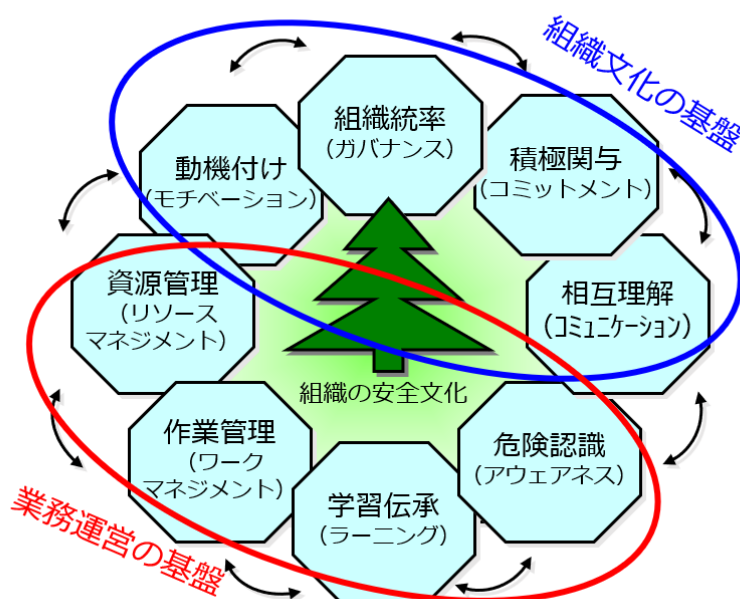 組織文化の基盤
組織統率
（ガバナンス）
動機付け
（モチベーション）
積極関与
（コミットメント）
資源管理
（リソース
マネジメント）
相互理解
（コミュニケーション）
組織の安全文化
作業管理
（ワーク
マネジメント）
危険認識
（アウェアネス）
学習伝承
（ラーニング）
業務運営の基盤